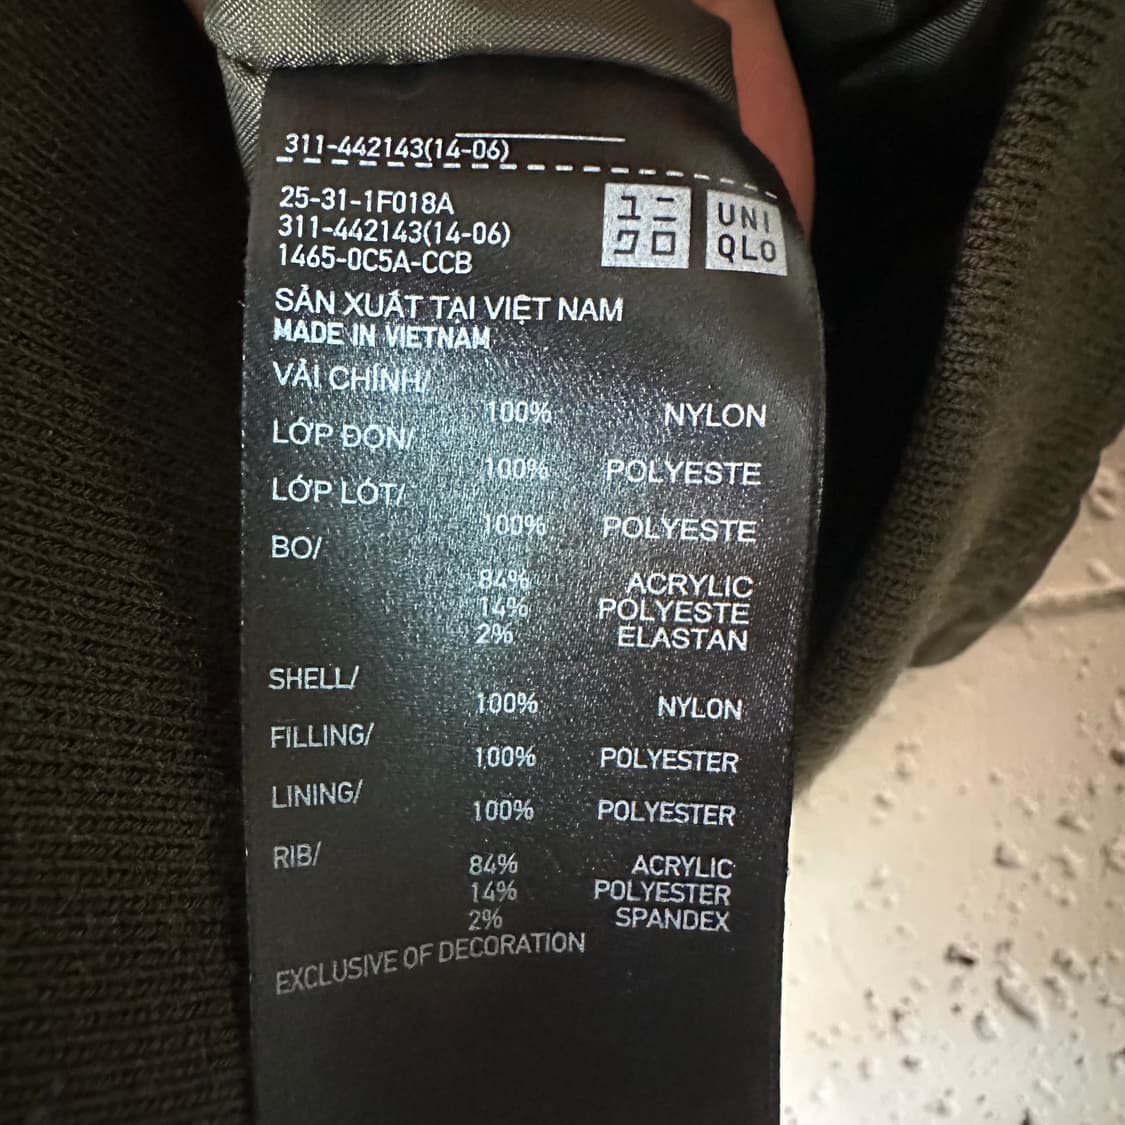 311-442143(14-06)
25-31-1F018A
311-442143(14-06)
1465-0C5A-CCB
ユニ
クロ
UNI
QLO
SẢN XUẤT TẠI VIỆT NAM
MADE IN VIETNAM
VẢI CHÍNH/
100% NYLON
LỚP ĐỘN/
100% POLYESTE
LỚP LÓT/
100% POLYESTE
BO/
84% ACRYLIC
14% POLYESTE
2% ELASTAN
SHELL/
100% NYLON
FILLING/
100% POLYESTER
LINING/
100% POLYESTER
RIB/
84% ACRYLIC
14% POLYESTER
2% SPANDEX
EXCLUSIVE OF DECORATION